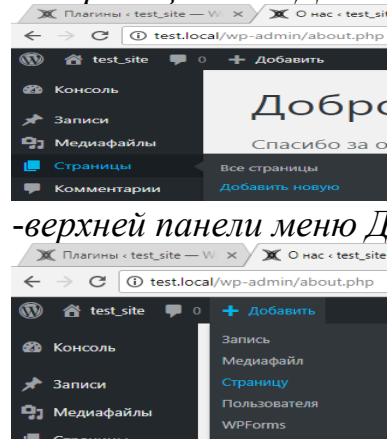 Плагины ‹ test_site — W
О нас ‹ test_sit
test.local/wp-admin/about.php
test_site 0 Добавить
Консоль
Добро
Записи
Медиафайлы
Спасибо за о
Страницы
Все страницы
Комментарии
Добавить новую
-верхней панели меню Д
Плагины ‹ test_site — W
О нас ‹ test_site
test.local/wp-admin/about.php
test_site 0 Добавить
Консоль
Запись
Медиафайл
Записи
Страницу
Медиафайлы
Пользователя
WPForms